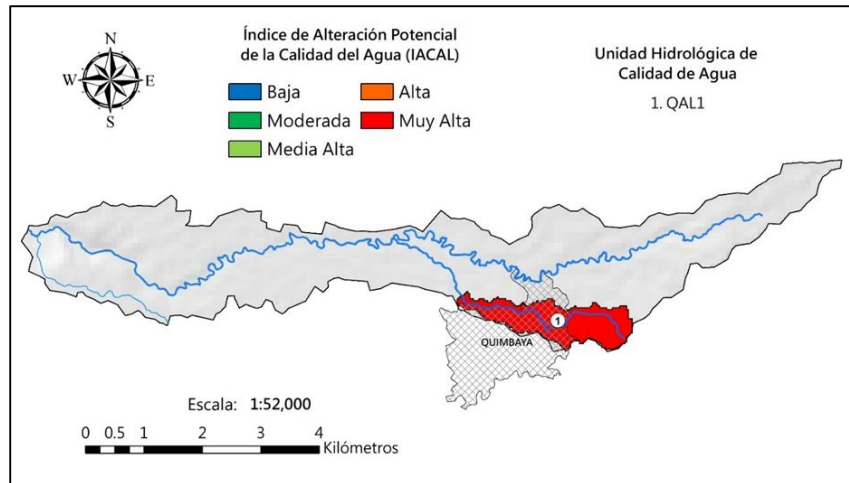 N
W E
S
Índice de Alteración Potencial
de la Calidad del Agua (IACAL)
Baja
Alta
Moderada
Muy Alta
Media Alta
Unidad Hidrológica de
Calidad de Agua
1. QAL1
1
QUIMBAYA
Escala: 1:52,000
0 0.5 1 2 3 4
Kilómetros